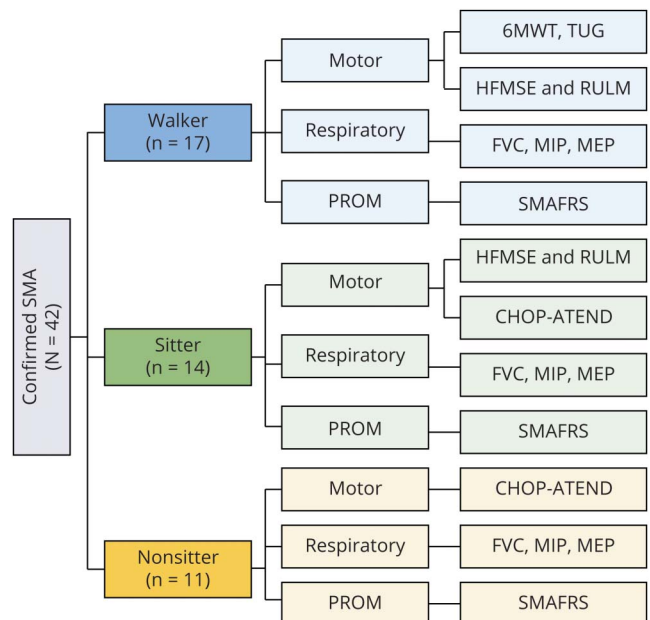 Confirmed SMA
(N = 42)
Walker
(n = 17)
Motor
6MWT, TUG
HFMSE and RULM
Respiratory
FVC, MIP, MEP
PROM
SMAFRS
Sitter
(n = 14)
Motor
HFMSE and RULM
CHOP-ATEND
Respiratory
FVC, MIP, MEP
PROM
SMAFRS
Nonsitter
(n = 11)
Motor
CHOP-ATEND
Respiratory
FVC, MIP, MEP
PROM
SMAFRS